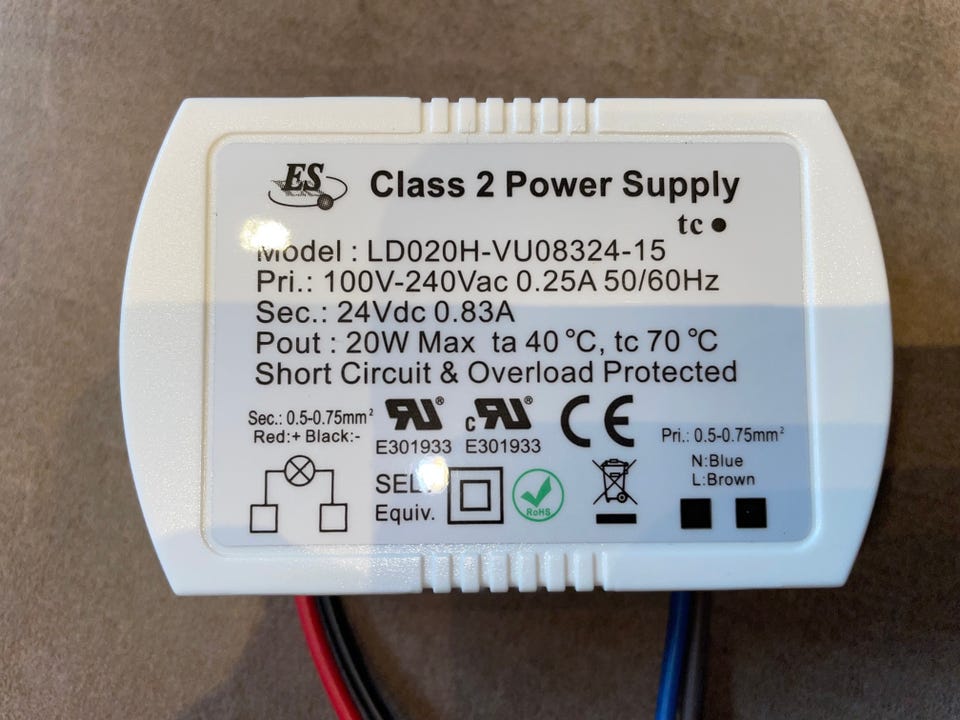 ES
Class 2 Power Supply
tc
Model : LD020H-VU08324-15
Pri.: 100V-240Vac 0.25A 50/60Hz
Sec.: 24Vdc 0.83A
Pout : 20W Max ta 40 °C, tc 70 °C
Short Circuit & Overload Protected
Sec.: 0.5-0.75mm²
Red:+ Black:-
RU®
E301933
c RU®
E301933
CE
SELV
Equiv.
RoHS
Pri.: 0.5-0.75mm²
N:Blue
L:Brown